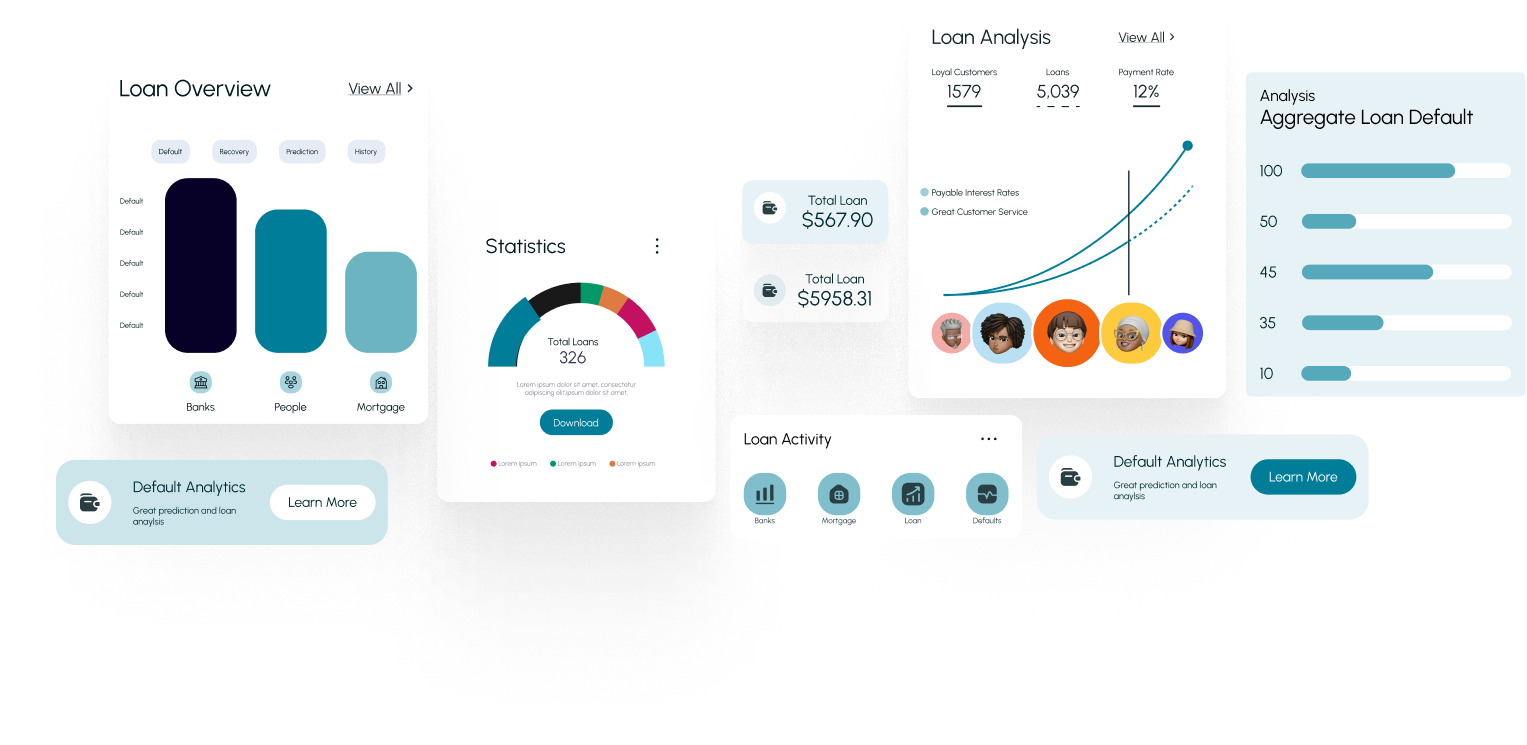 Loan Overview
View All
Default
Recovery
Prediction
History
Default
Default
Default
Default
Default
Banks
People
Mortgage
Default Analytics
Great prediction and loan
anaylsis
Learn More
Statistics
Total Loans
326
Lorem ipsum dolor sit amet, consectetur
adipiscing elit.ipsum dolor sit amet,
Download
Lorem ipsum
Lorem ipsum
Lorem ipsum
Total Loan
$567.90
Total Loan
$5958.31
Loan Analysis
View All
Loyal Customers
1579
Loans
5,039
Payment Rate
12%
Payable Interest Rates
Great Customer Service
Loan Activity
Banks
Mortgage
Loan
Defaults
Analysis
Aggregate Loan Default
100
50
45
35
10
Default Analytics
Great prediction and loan
anaylsis
Learn More